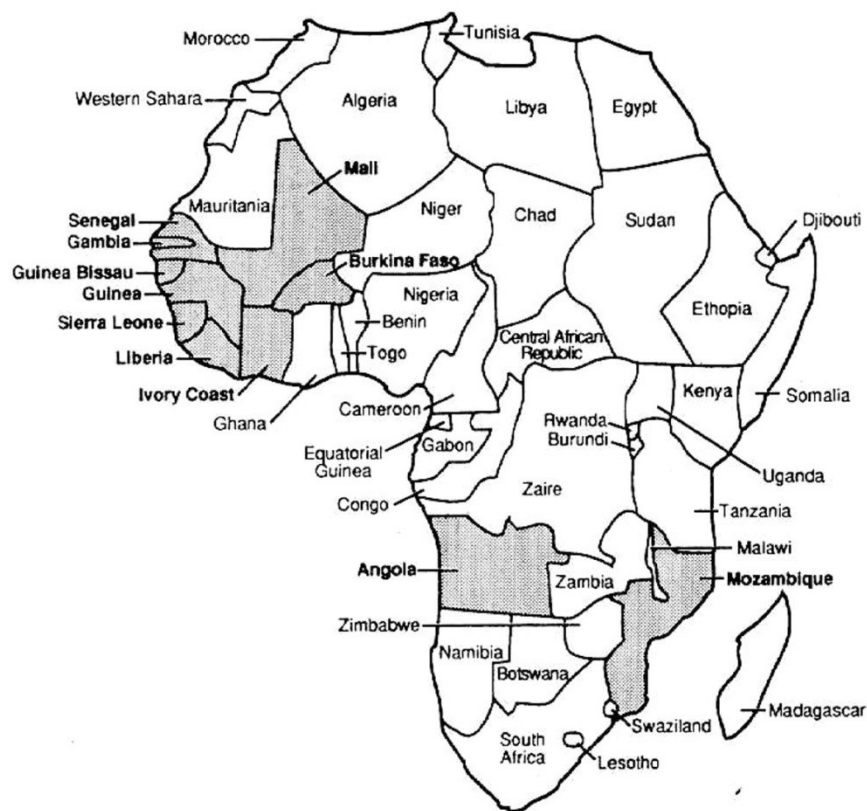 Morocco
Tunisia
Western Sahara
Algeria
Libya
Egypt
Mali
Mauritania
Niger
Chad
Sudan
Djibouti
Senegal
Gambia
Guinea Bissau
Burkina Faso
Guinea
Nigeria
Ethiopia
Sierra Leone
Benin
Central African
Republic
Liberia
Togo
Ivory Coast
Ghana
Cameroon
Kenya
Somalia
Equatorial
Guinea
Gabon
Rwanda
Burundi
Uganda
Congo
Zaire
Tanzania
Malawi
Angola
Zambia
Mozambique
Zimbabwe
Namibia
Botswana
Swaziland
Madagascar
South
Africa
Lesotho